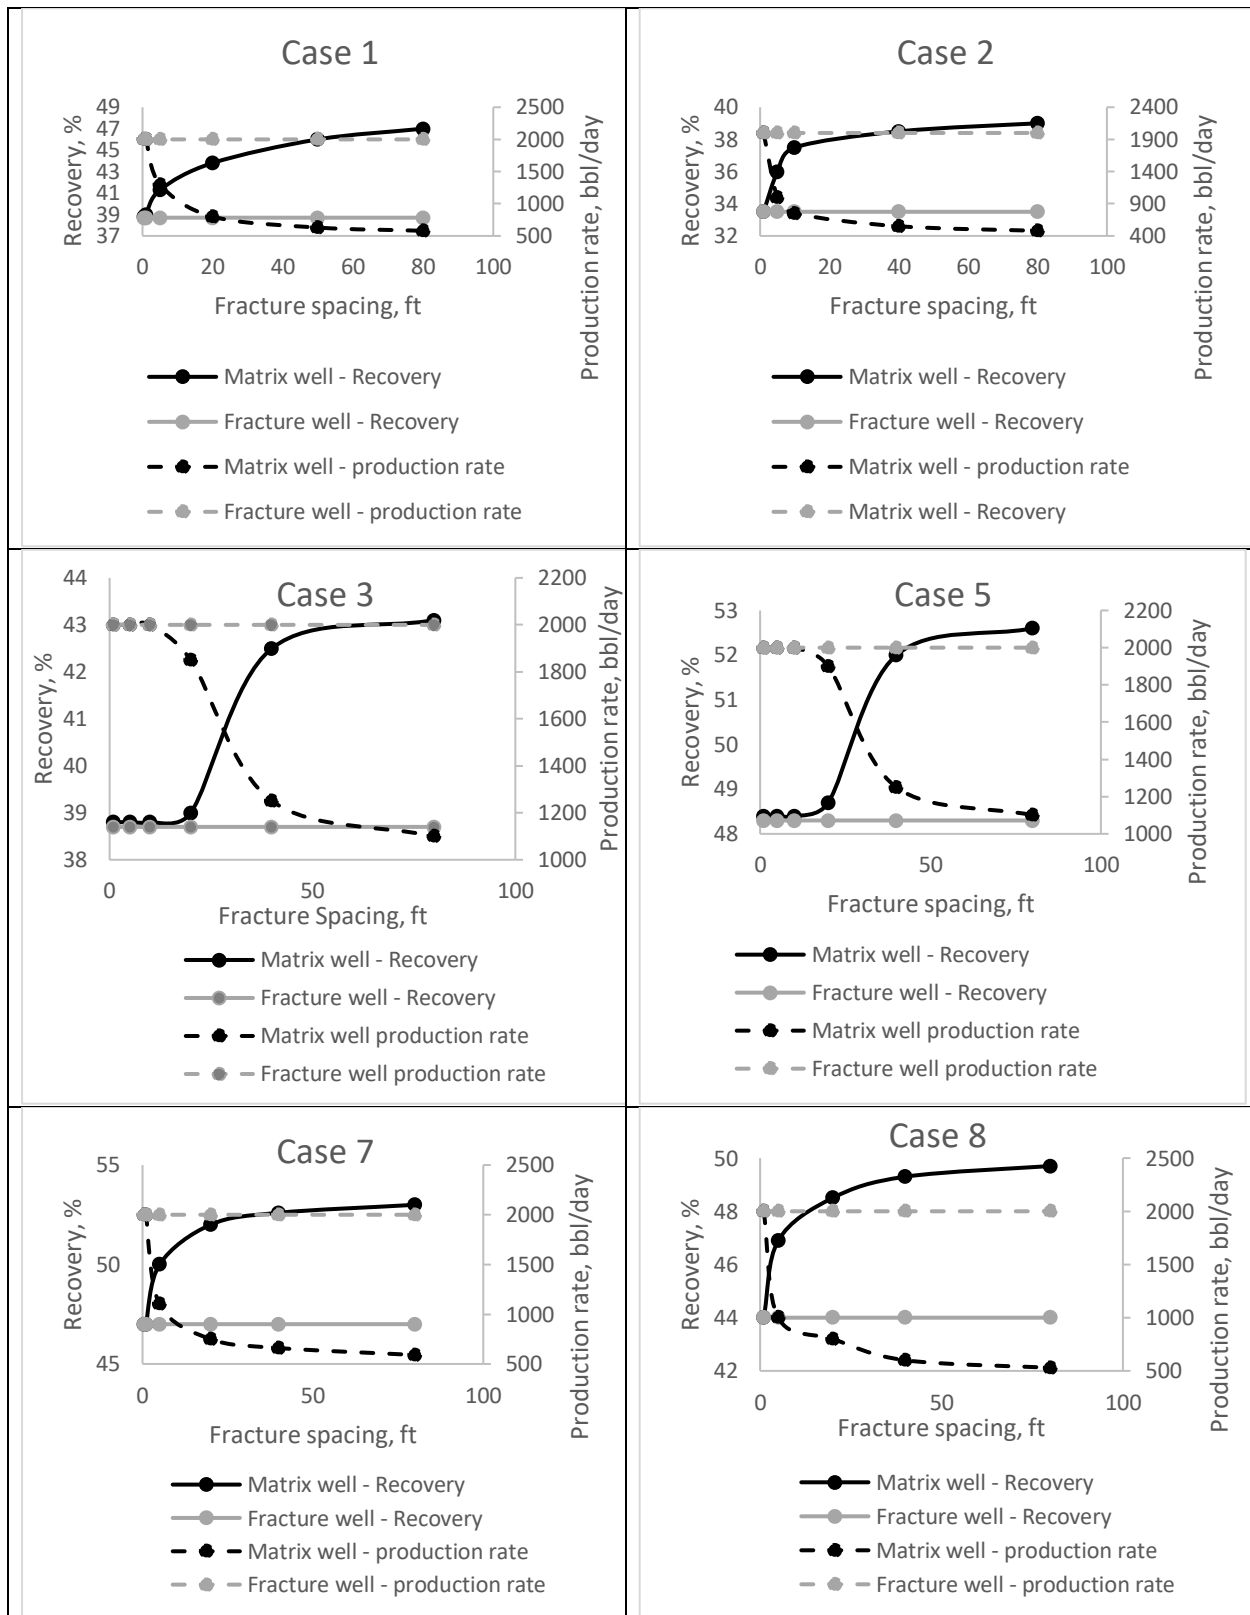 Case 1
49
47
45
43
41
39
37
Recovery, %
2500
2000
1500
1000
500
Production rate, bbl/day
0 20 40 60 80 100
Fracture spacing, ft
Matrix well - Recovery
Fracture well - Recovery
Matrix well - production rate
Fracture well - production rate
Case 2
40
38
36
34
32
Recovery, %
2400
1900
1400
900
400
Production rate, bbl/day
0 20 40 60 80 100
Fracture spacing, ft
Matrix well - Recovery
Fracture well - Recovery
Matrix well - production rate
Matrix well - Recovery
Case 3
44
43
42
41
40
39
38
Recovery, %
2200
2000
1800
1600
1400
1200
1000
Production rate, bbl/day
0 50 100
Fracture Spacing, ft
Matrix well - Recovery
Fracture well - Recovery
Matrix well production rate
Fracture well production rate
Case 5
53
52
51
50
49
48
Recovery, %
2200
2000
1800
1600
1400
1200
1000
Production rate, bbl/day
0 50 100
Fracture spacing, ft
Matrix well - Recovery
Fracture well - Recovery
Matrix well production rate
Fracture well production rate
Case 7
55
50
45
Recovery, %
2500
2000
1500
1000
500
Production rate, bbl/day
0 50 100
Fracture spacing, ft
Matrix well - Recovery
Fracture well - Recovery
Matrix well - production rate
Fracture well - production rate
Case 8
50
48
46
44
42
Recovery, %
2500
2000
1500
1000
500
Production rate, bbl/day
0 50 100
Fracture spacing, ft
Matrix well - Recovery
Fracture well - Recovery
Matrix well - production rate
Fracture well - production rate